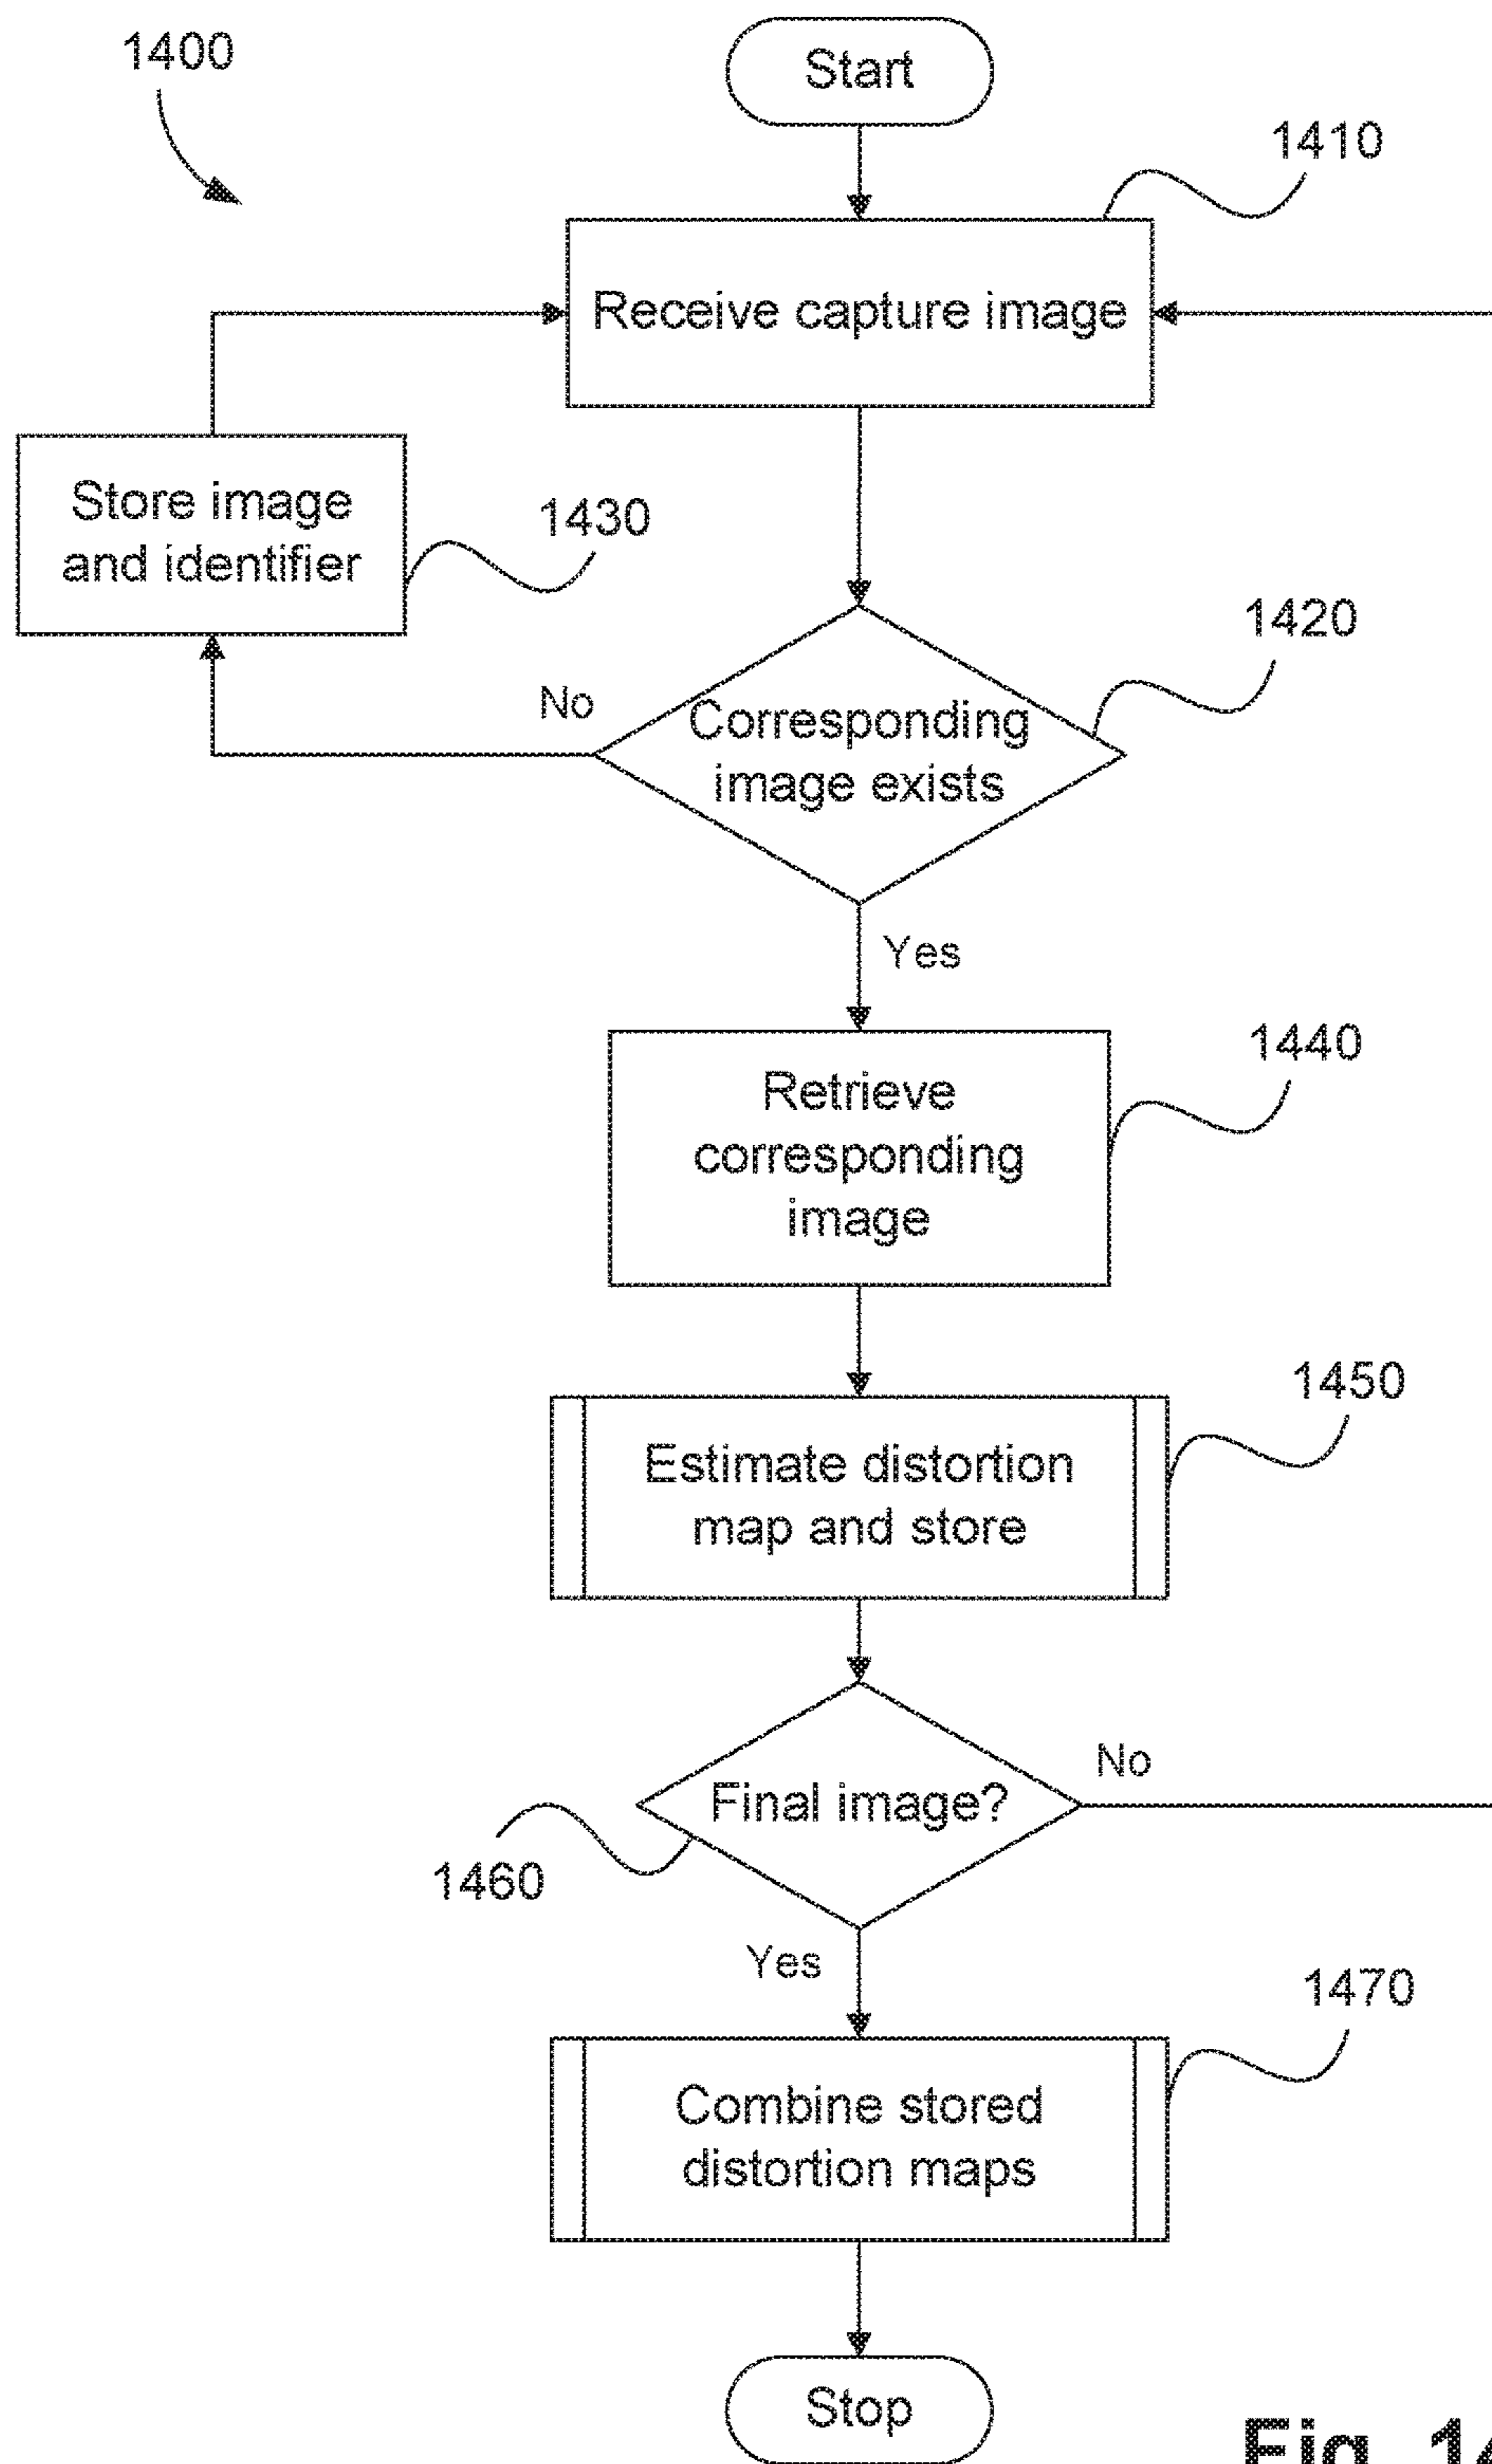 1400
Start
1410
Receive capture image
Store image
and identifier
1430
1420
No
Corresponding
image exists
Yes
1440
Retrieve
corresponding
image
1450
Estimate distortion
map and store
No
Final image?
1460
Yes
1470
Combine stored
distortion maps
Stop
Fig. 14